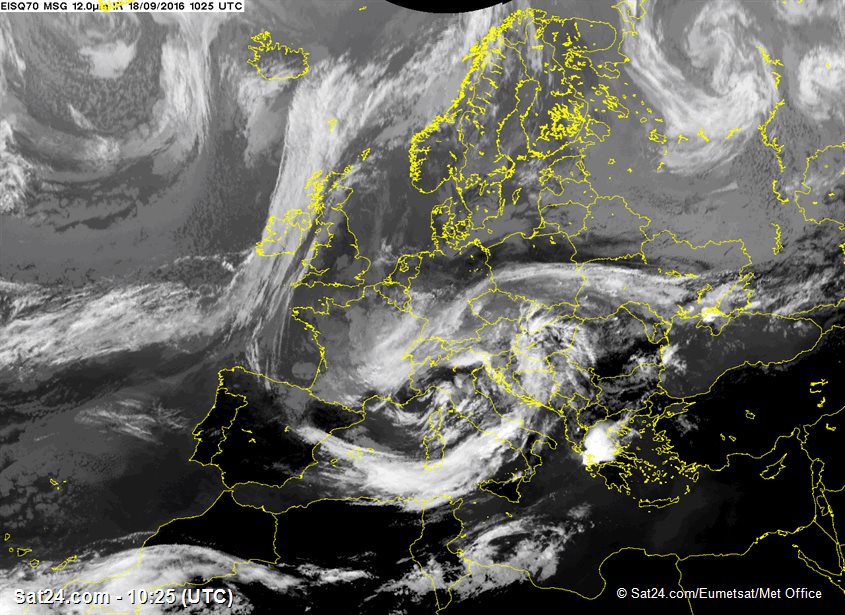 EISQ70 MSG 12.0µm IR 18/09/2016 1025 UTC
Sat24.com - 10:25 (UTC)
© Sat24.com/Eumetsat/Met Office